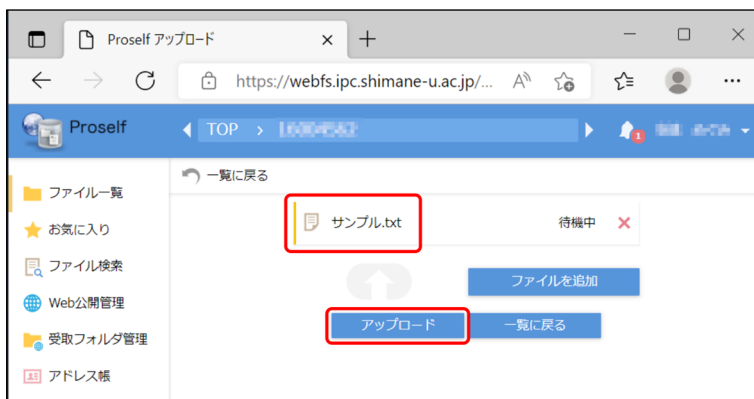 Proself アップロード
https://webfs.ipc.shimane-u.ac.jp/...
Proself
TOP
1
一覧に戻る
ファイル一覧
サンプル.txt 待機中
お気に入り
ファイル検索
ファイルを追加
Web公開管理
アップロード 一覧に戻る
受取フォルダ管理
アドレス帳